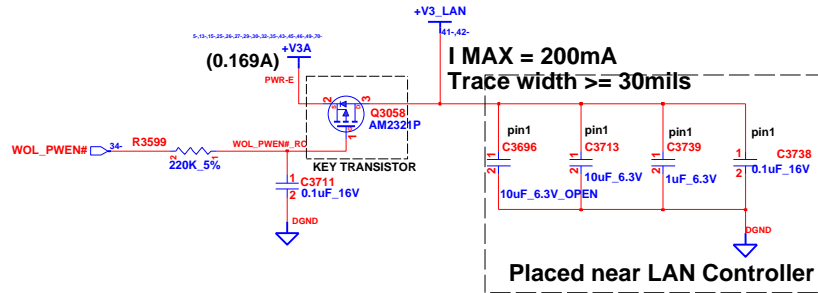 +V3_LAN
5-,13-,15-,25-,26-,27-,29-,30-,32-,35-,43-,45-,46-,49-,70-
41-,42-
+V3A
(0.169A)
I MAX = 200mA
Trace width >= 30mils
PWR-E
2
3
Q3058
AM2321P
1
WOL_PWEN#
34-
R3599
2
1
220K_5%
WOL_PWEN#_RC
KEY TRANSISTOR
1
C3711
2
0.1uF_16V
DGND
pin1
C3696
1
2
10uF_6.3V_OPEN
pin1
C3713
1
2
10uF_6.3V
pin1
C3739
1
2
1uF_6.3V
pin1
1
C3738
2
0.1uF_16V
DGND
Placed near LAN Controller